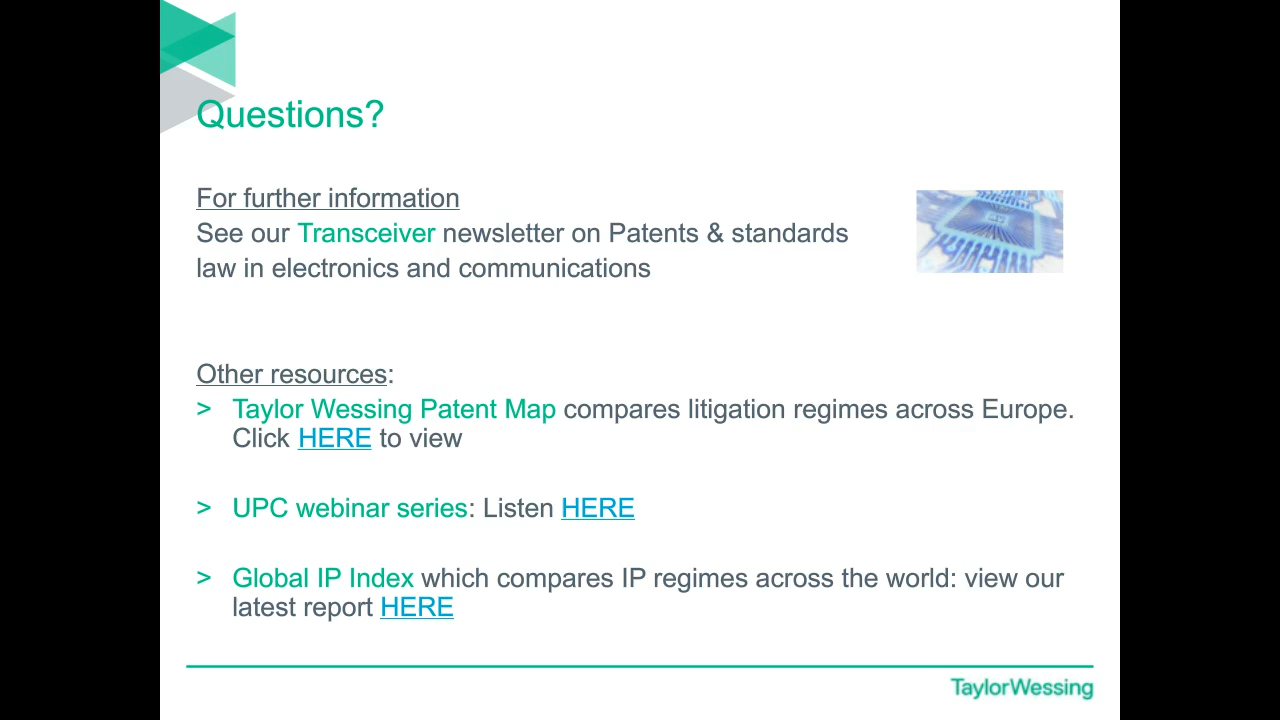 Questions?
For further information
See our Transceiver newsletter on Patents & standards
law in electronics and communications
Other resources:
> Taylor Wessing Patent Map compares litigation regimes across Europe.
Click HERE to view
> UPC webinar series: Listen HERE
> Global IP Index which compares IP regimes across the world: view our
latest report HERE
TaylorWessing